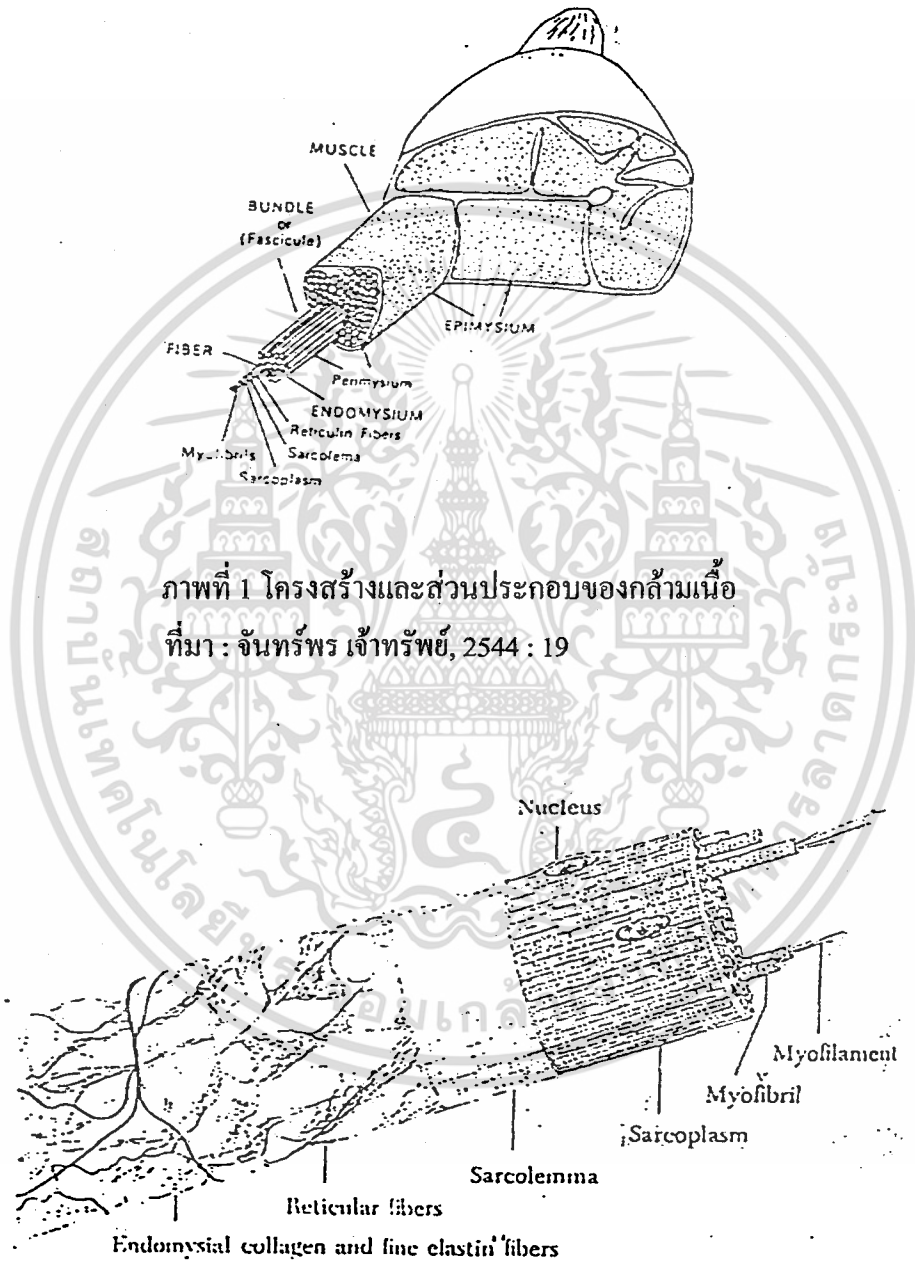 MUSCLE
BUNDLE
or
(Fascicule)
EPIMYSIUM
FIBER
Perimysium
ENDOMYSIUM
Reticulin Fibers
Sarcolema
Sarcoplasm
ภาพที่ 1 โครงสร้างและส่วนประกอบของกล้ามเนื้อ
ที่มา : จันทร์พร เจ้าทรัพย์, 2544 : 19
Nucleus
Myofilament
Myofibril
Sarcoplasm
Sarcolemma
Reticular fibers
Endomysial collagen and fine elastin fibers